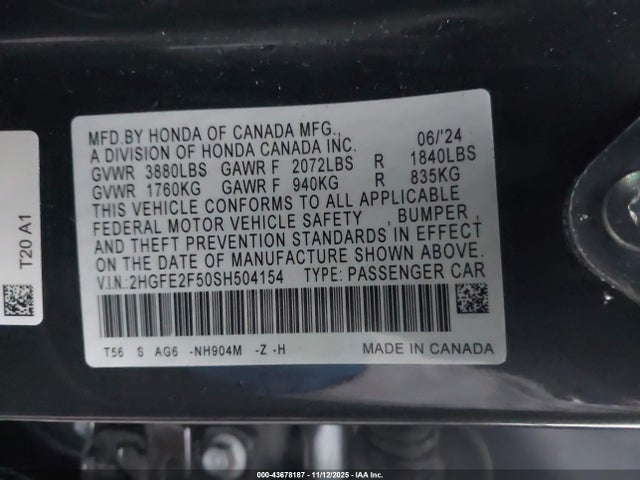 MFD.BY HONDA OF CANADA MFG., 06/'24
A DIVISION OF HONDA CANADA INC.
GVWR 3880LBS GAWR F 2072LBS R 1840LBS
GVWR 1760KG GAWR F 940KG R 835KG
THIS VEHICLE CONFORMS TO ALL APPLICABLE
FEDERAL MOTOR VEHICLE SAFETY , BUMPER ,
AND THEFT PREVENTION STANDARDS IN EFFECT
ON THE DATE OF MANUFACTURE SHOWN ABOVE.
V.I.N.:2HGFE2F50SH504154 TYPE: PASSENGER CAR
T56 S AG6 -NH904M -Z -H MADE IN CANADA
T20 A1
000-43678187 - 11/12/2025 - IAA Inc.